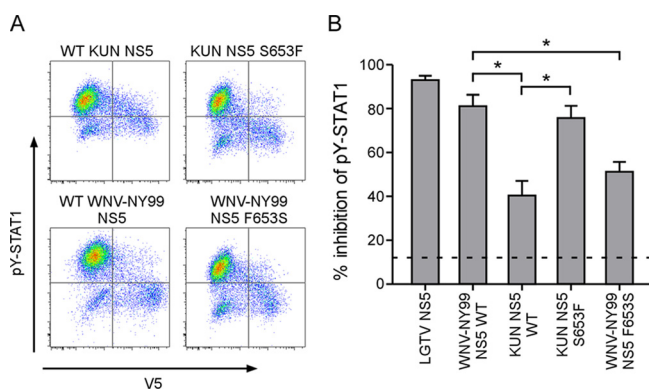 A
WT KUN NS5
KUN NS5 S653F
WT WNV-NY99
NS5
WNV-NY99
NS5 F653S
pY-STAT1
V5
B
% inhibition of pY-STAT1
100
80
60
40
20
0
*
*
*
LGTV NS5
WNV-NY99
NS5 WT
KUN NS5
WT
KUN NS5
S653F
WNV-NY99
NS5 F653S